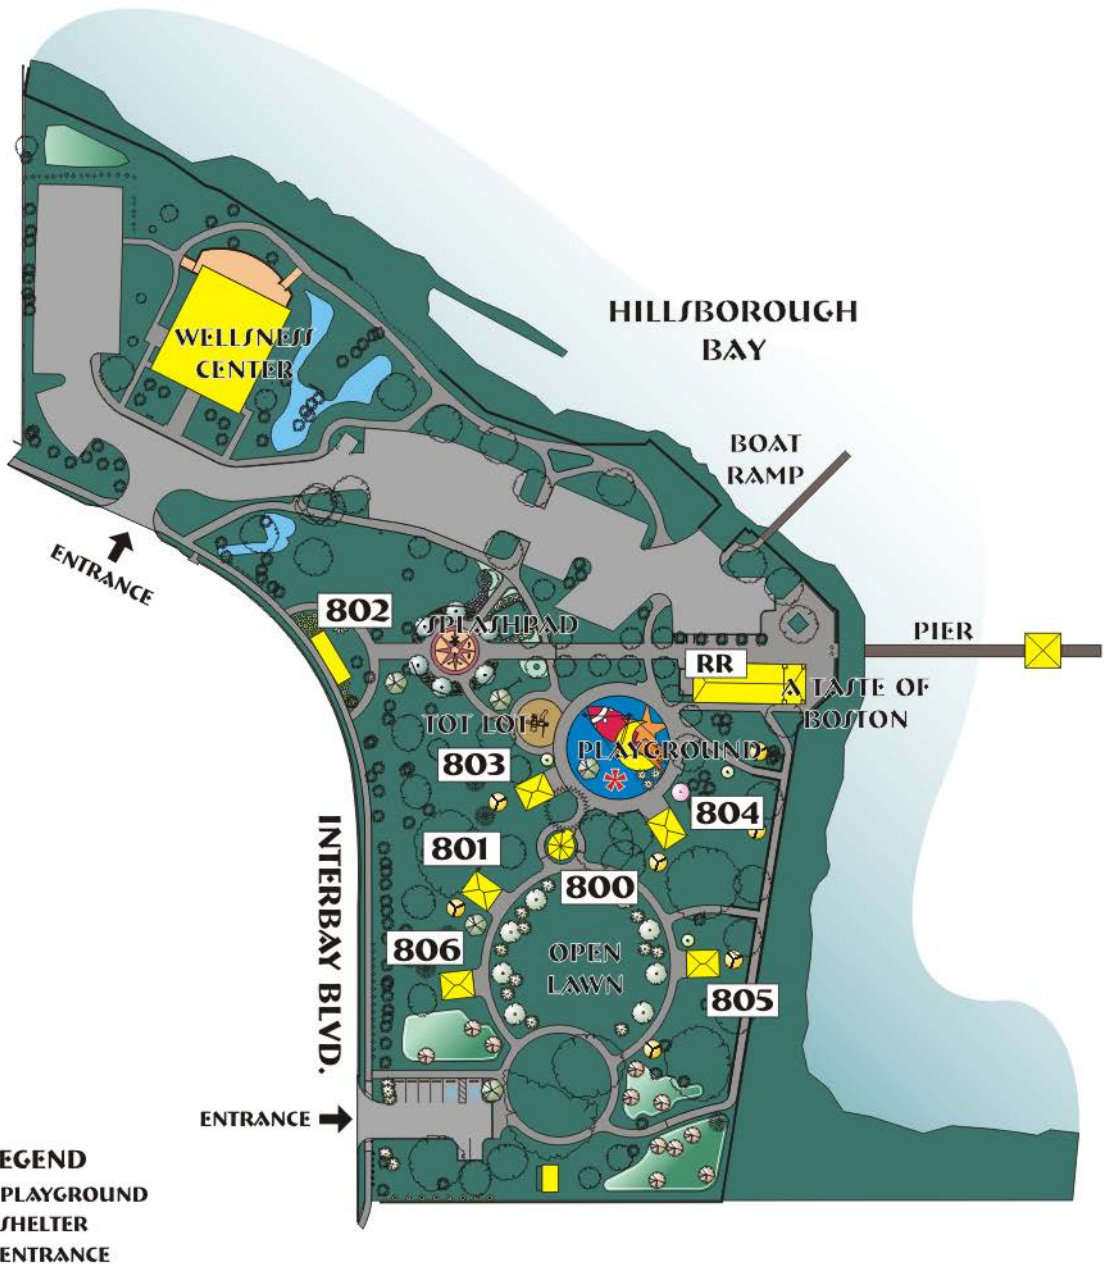 HILLSBOROUGH
BAY
WELLSNESS
CENTER
BOAT
RAMP
ENTRANCE
802
SPLASHPAD
PIER
RR
A TASTE OF
BOSTON
TOT LOT
PLAYGROUND
803
804
801
800
INTERBAY BLVD.
806
OPEN
LAWN
805
ENTRANCE
EGEND
PLAYGROUND
SHELTER
ENTRANCE